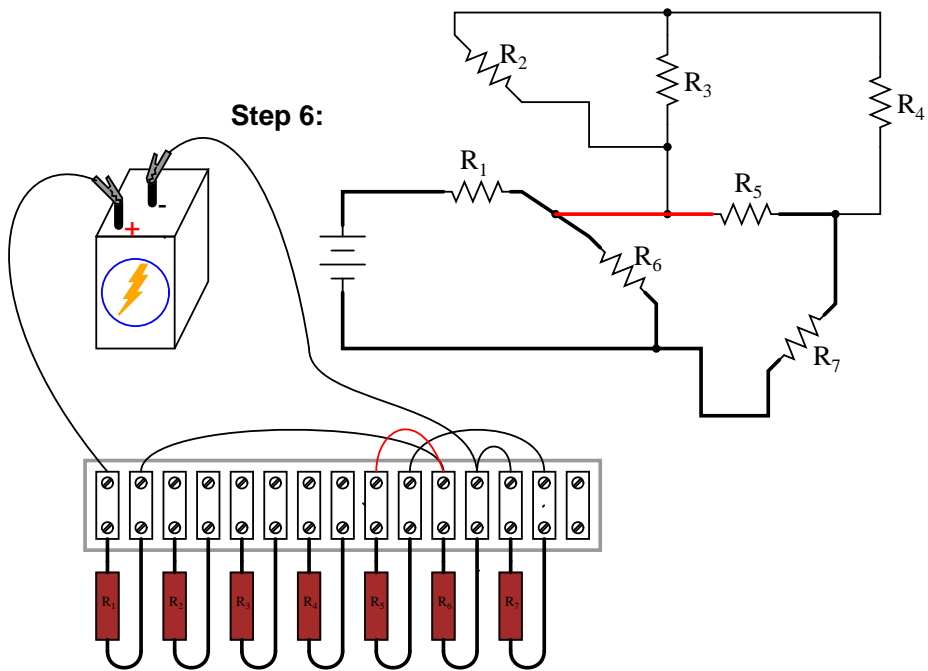 R₂
R₃
R₄
Step 6:
R₁
R₅
-
+
R₆
R₇
R₁
R₂
R₃
R₄
R₅
R₆
R₇